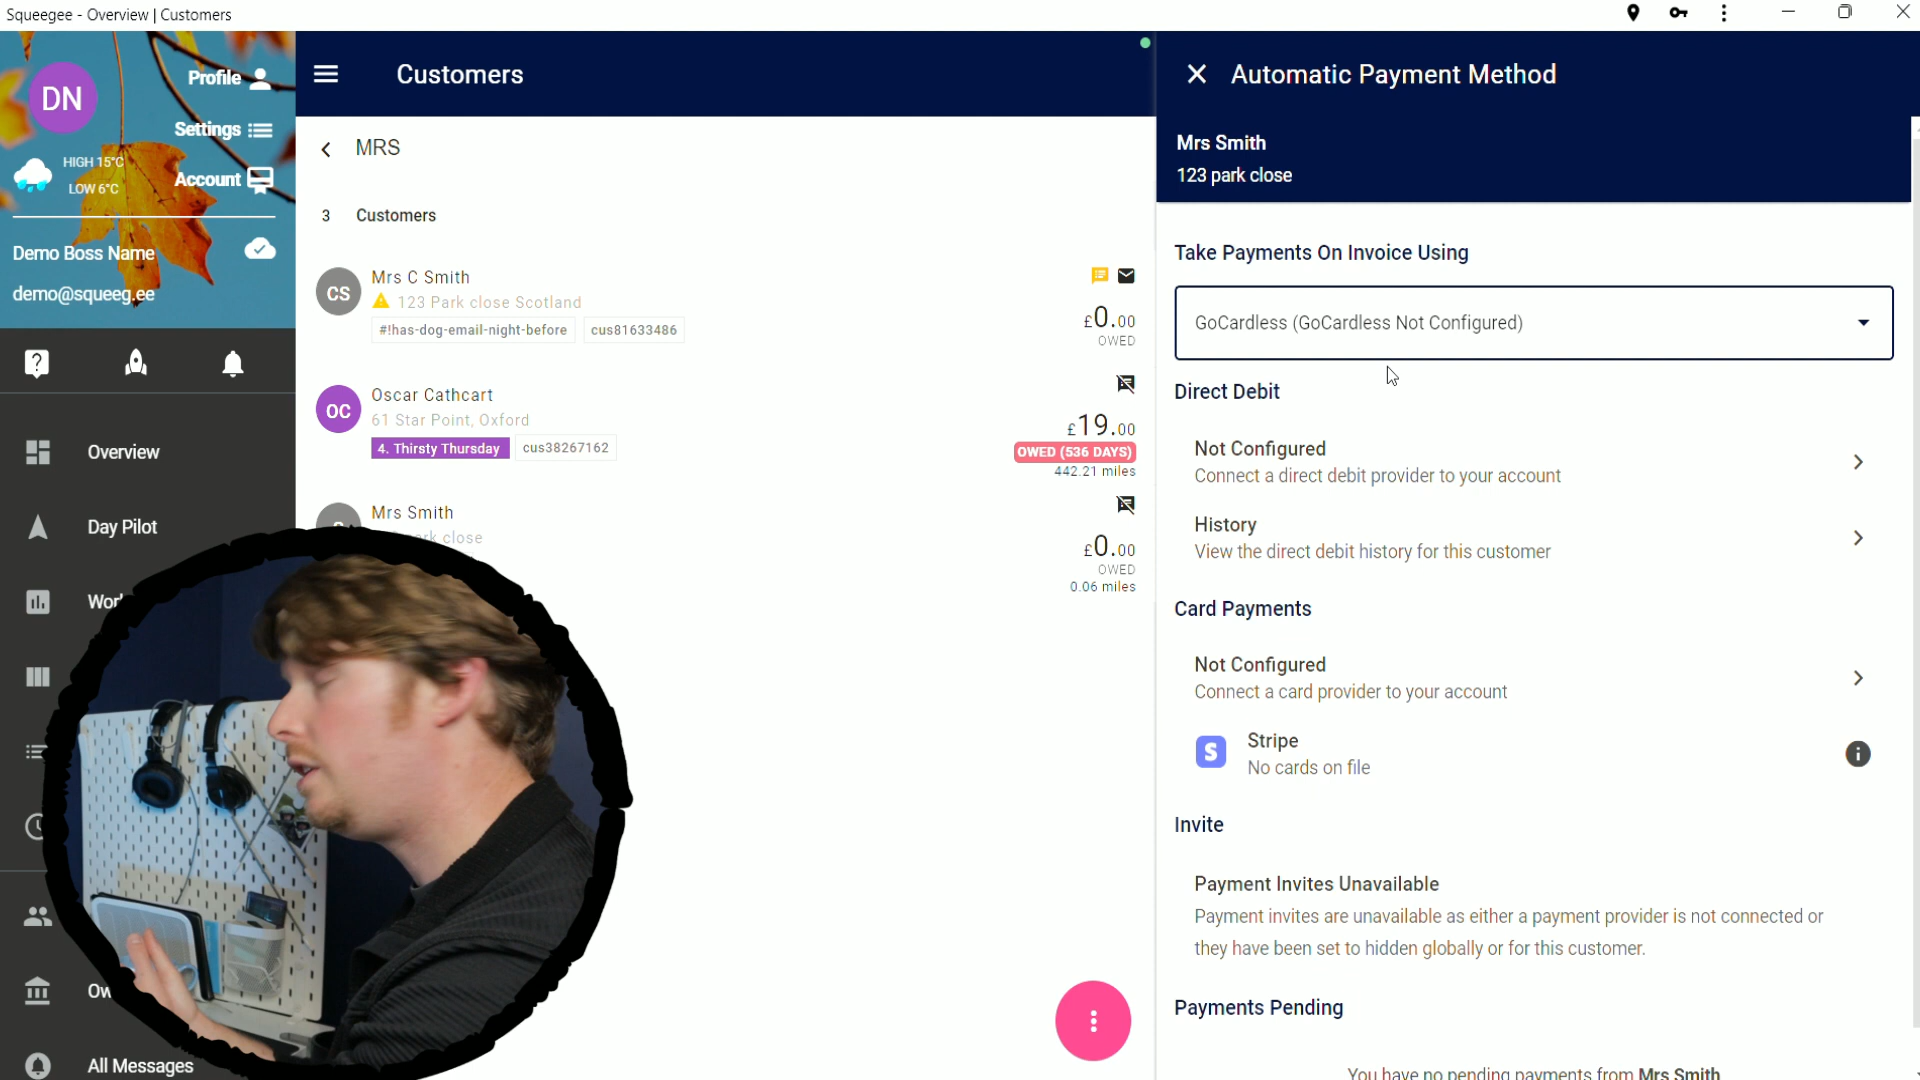 Squeegee - Overview | Customers
DN
Profile
Settings
HIGH 15°C
LOW 6°C
Account
Demo Boss Name
demo@squeeg.ee
Overview
Day Pilot
All Messages
Customers
MRS
3 Customers
CS
Mrs C Smith
123 Park close Scotland
#!has-dog-email-night-before
cus81633486
£0.00
OWED
OC
Oscar Cathcart
61 Star Point, Oxford
4. Thirsty Thursday
cus38267162
£19.00
OWED (536 DAYS)
442.21 miles
Mrs Smith
close
£0.00
OWED
0.06 miles
Automatic Payment Method
Mrs Smith
123 park close
Take Payments On Invoice Using
GoCardless (GoCardless Not Configured)
Direct Debit
Not Configured
Connect a direct debit provider to your account
History
View the direct debit history for this customer
Card Payments
Not Configured
Connect a card provider to your account
S
Stripe
No cards on file
Invite
Payment Invites Unavailable
Payment invites are unavailable as either a payment provider is not connected or
they have been set to hidden globally or for this customer.
Payments Pending
You have no pending payments from Mrs Smith